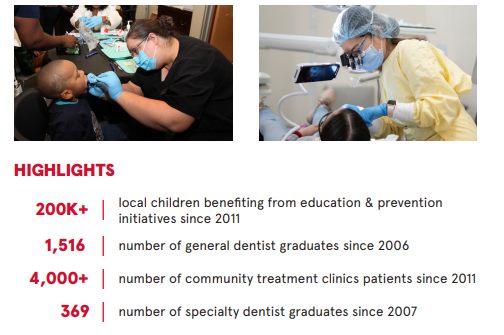 HIGHLIGHTS
200K+ local children benefiting from education & prevention
initiatives since 2011
1,516 number of general dentist graduates since 2006
4,000+ number of community treatment clinics patients since 2011
369 number of specialty dentist graduates since 2007